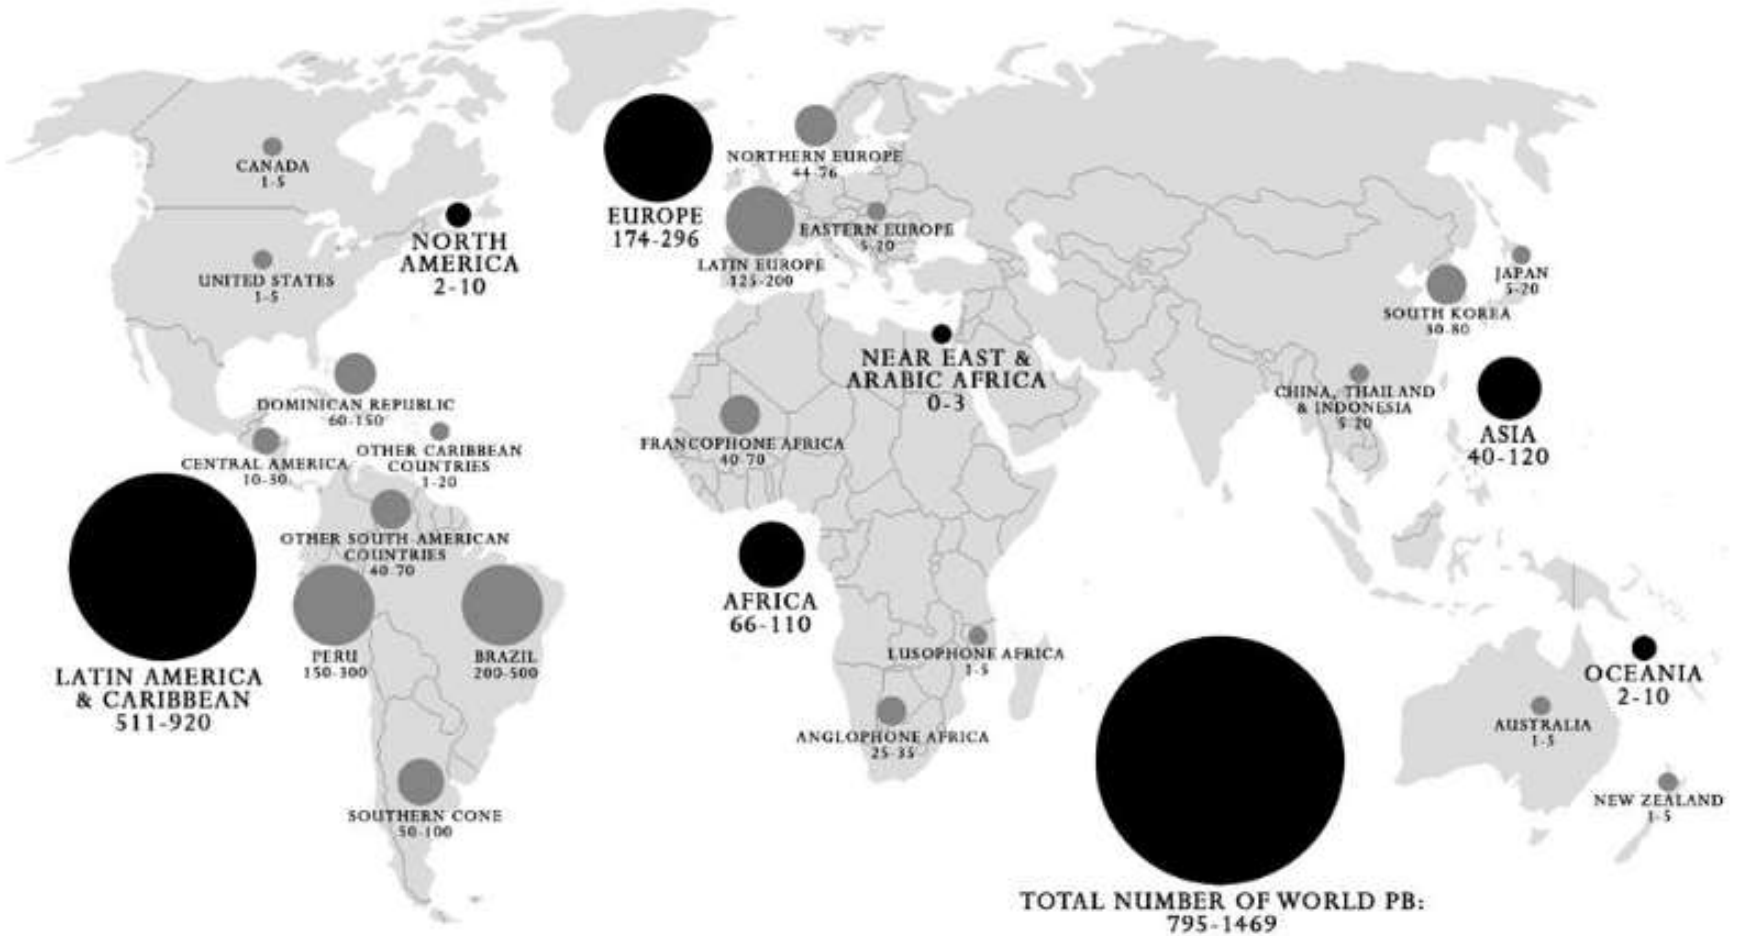 CANADA
1-5
NORTH
AMERICA
2-10
UNITED STATES
1-5
DOMINICAN REPUBLIC
60-150
CENTRAL AMERICA
10-30
OTHER CARIBBEAN
COUNTRIES
1-20
LATIN AMERICA
& CARIBBEAN
511-920
OTHER SOUTH AMERICAN
COUNTRIES
40-70
PERU
150-300
BRAZIL
200-500
SOUTHERN CONE
50-100
EUROPE
174-296
NORTHERN EUROPE
44-76
EASTERN EUROPE
5-20
LATIN EUROPE
125-200
NEAR EAST &
ARABIC AFRICA
0-3
FRANCOPHONE AFRICA
40-70
AFRICA
66-110
LUSOPHONE AFRICA
1-5
ANGLOPHONE AFRICA
25-35
JAPAN
5-20
SOUTH KOREA
30-80
CHINA, THAILAND
& INDONESIA
5-20
ASIA
40-120
OCEANIA
2-10
AUSTRALIA
1-5
NEW ZEALAND
1-5
TOTAL NUMBER OF WORLD PB:
795-1469